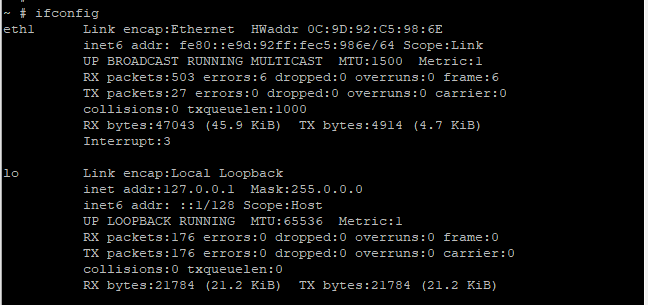 ~ # ifconfig
eth1      Link encap:Ethernet  HWaddr 0C:9D:92:C5:98:6E
          inet6 addr: fe80::e9d:92ff:fec5:986e/64 Scope:Link
          UP BROADCAST RUNNING MULTICAST  MTU:1500  Metric:1
          RX packets:503 errors:6 dropped:0 overruns:0 frame:6
          TX packets:27 errors:0 dropped:0 overruns:0 carrier:0
          collisions:0 txqueuelen:1000
          RX bytes:47043 (45.9 KiB)  TX bytes:4914 (4.7 KiB)
          Interrupt:3

lo        Link encap:Local Loopback
          inet addr:127.0.0.1  Mask:255.0.0.0
          inet6 addr: ::1/128 Scope:Host
          UP LOOPBACK RUNNING  MTU:65536  Metric:1
          RX packets:176 errors:0 dropped:0 overruns:0 frame:0
          TX packets:176 errors:0 dropped:0 overruns:0 carrier:0
          collisions:0 txqueuelen:0
          RX bytes:21784 (21.2 KiB)  TX bytes:21784 (21.2 KiB)